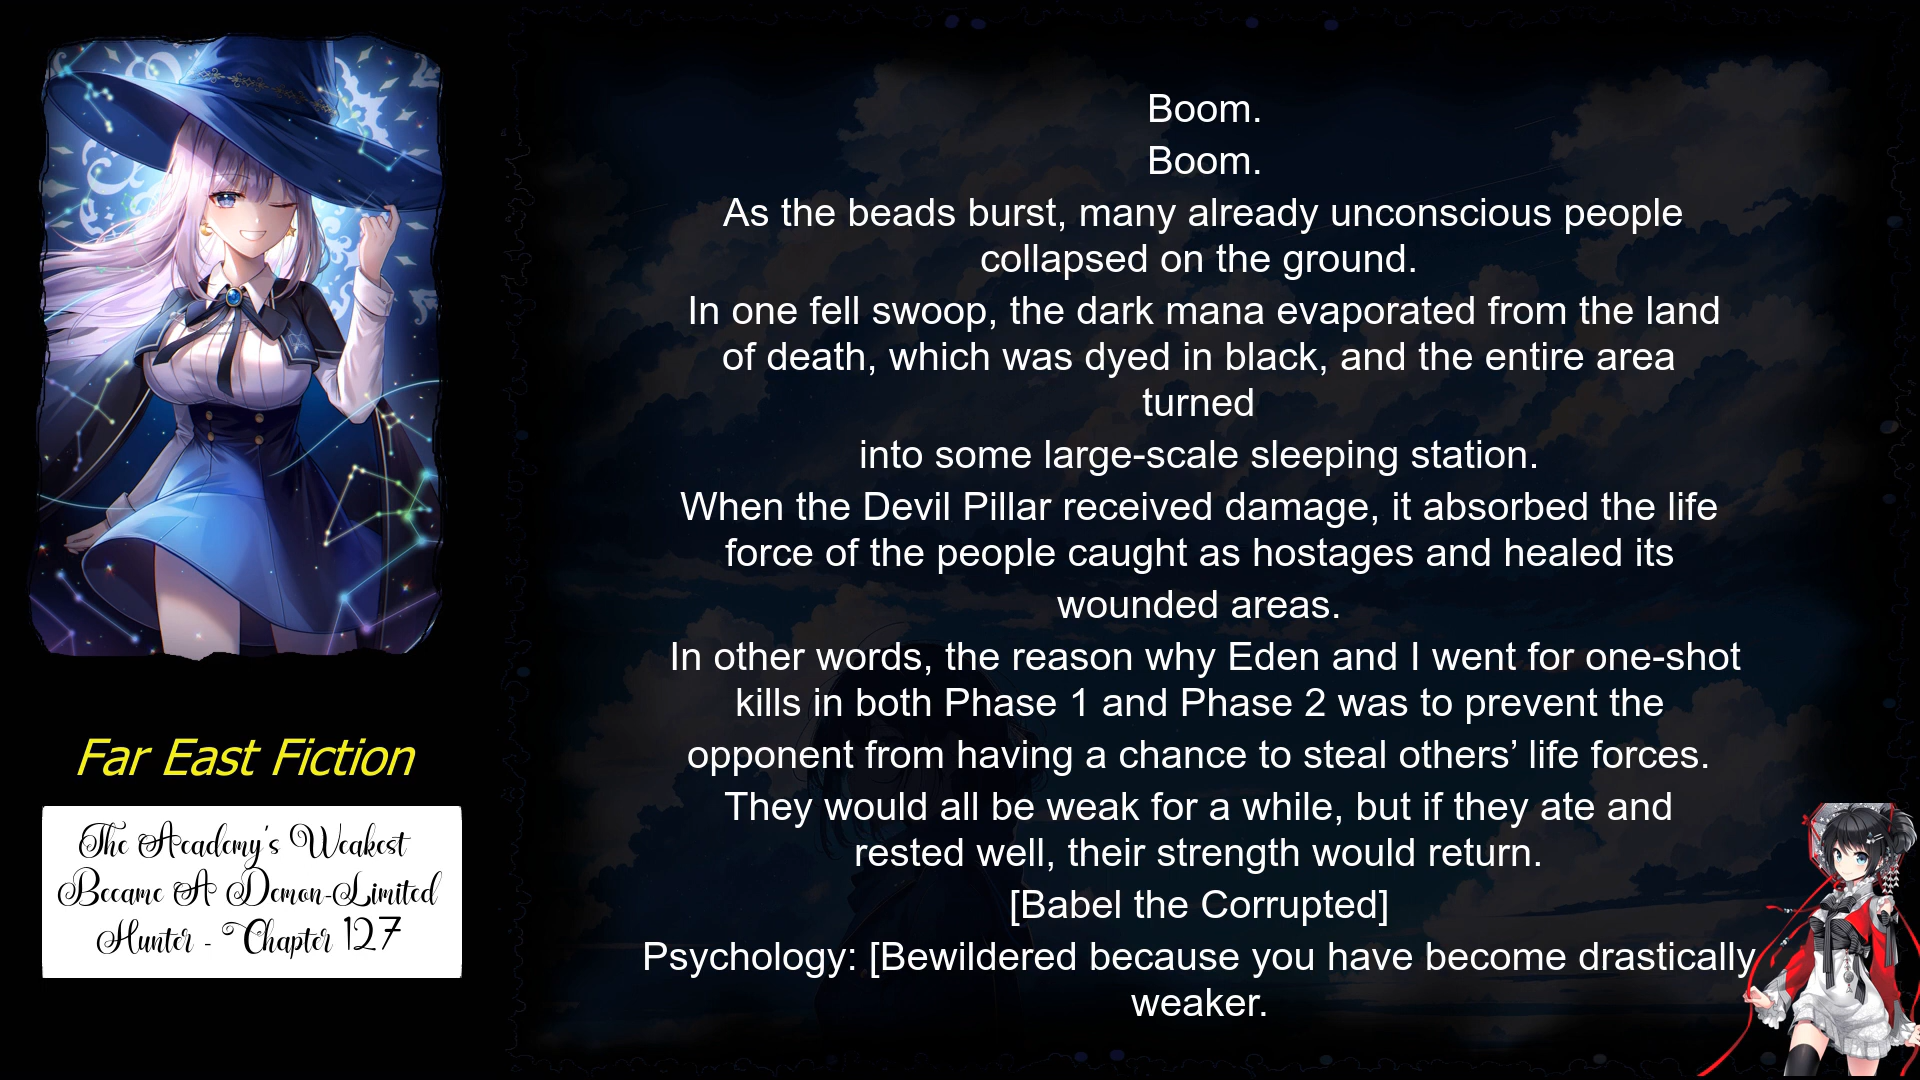 Boom.
Boom.
As the beads burst, many already unconscious people
collapsed on the ground.
In one fell swoop, the dark mana evaporated from the land
of death, which was dyed in black, and the entire area
turned
into some large-scale sleeping station.
When the Devil Pillar received damage, it absorbed the life
force of the people caught as hostages and healed its
wounded areas.
In other words, the reason why Eden and I went for one-shot
kills in both Phase 1 and Phase 2 was to prevent the
opponent from having a chance to steal others’ life forces.
They would all be weak for a while, but if they ate and
rested well, their strength would return.
[Babel the Corrupted]
Psychology: [Bewildered because you have become drastically
weaker.
Far East Fiction
The Academy's Weakest
Became A Demon-Limited
Hunter - Chapter 127